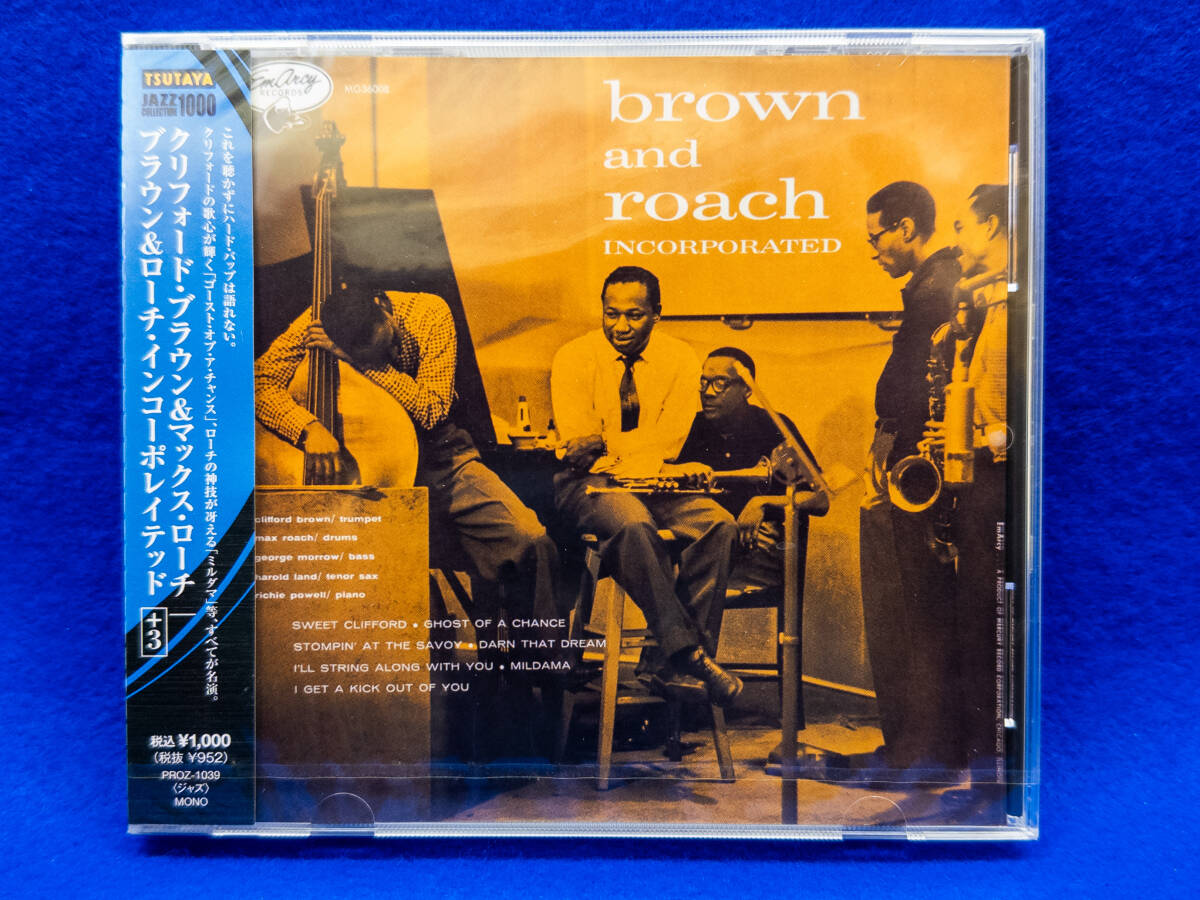 TSUTAYA
JAZZ
COLLECTION
1000
これを聴かずにハード・バップは語れない。
クリフォードの歌心が輝く「ゴースト・オブ・ア・チャンス」、ローチの神技が冴える「ミルダマ」等、すべてが名演。
クリフォード・ブラウン&マックス・ローチ
ブラウン&ローチ・インコーポレイテッド
+3
税込 ¥1,000
(税抜 ¥952)
PROZ-1039
〈ジャズ〉
MONO
EmArcy
RECORDS
MG36008
brown
and
roach
INCORPORATED
clifford brown/ trumpet
max roach/ drums
george morrow/ bass
harold land/ tenor sax
richie powell/ piano
SWEET CLIFFORD • GHOST OF A CHANCE
STOMPIN' AT THE SAVOY • DARN THAT DREAM
I'LL STRING ALONG WITH YOU • MILDAMA
I GET A KICK OUT OF YOU
EmArcy A PRODUCT OF MERCURY RECORD CORPORATION, CHICAGO